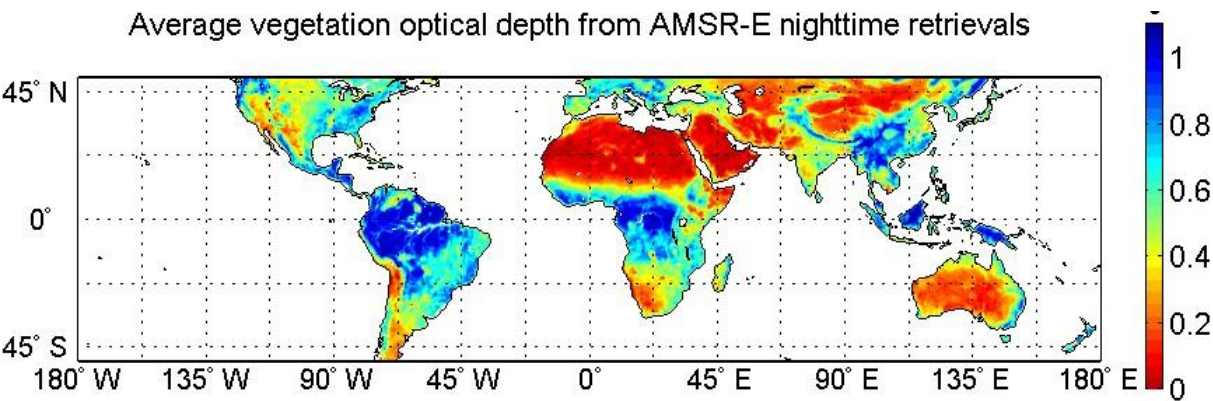 Average vegetation optical depth from AMSR-E nighttime retrievals
45° N
0°
45° S
180° W 135° W 90° W 45° W 0° 45° E 90° E 135° E 180° E
1
0.8
0.6
0.4
0.2
0